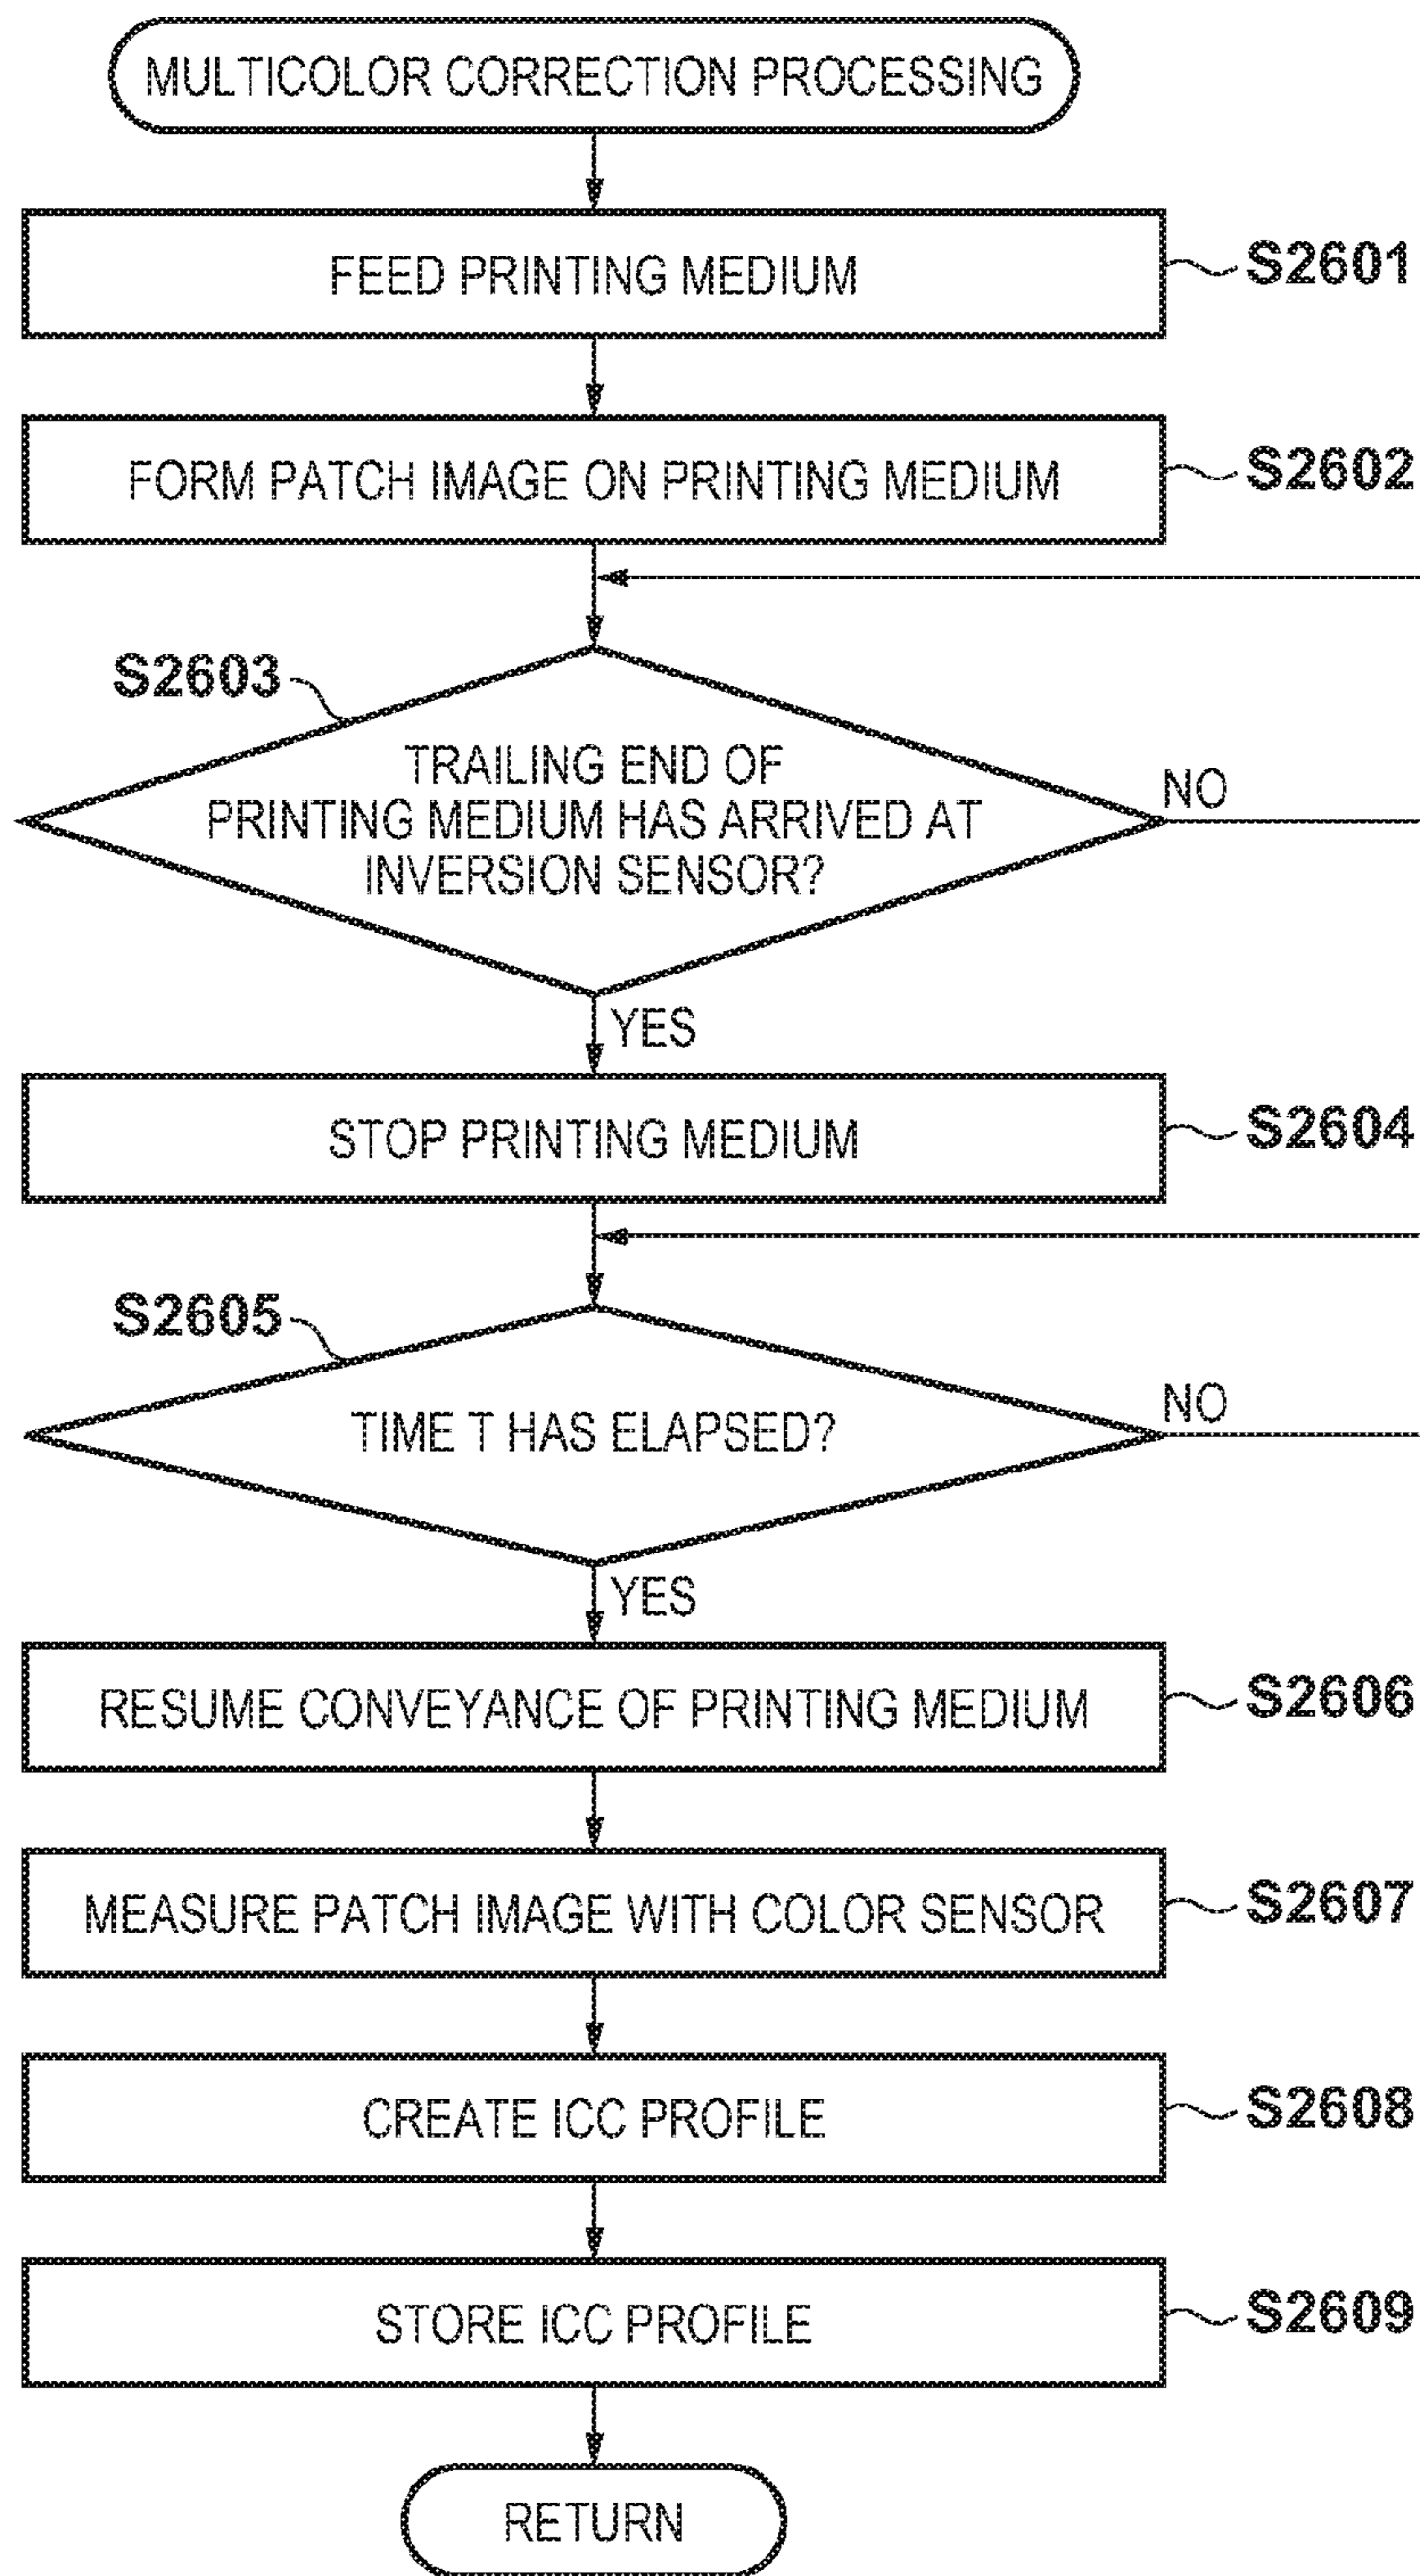 MULTICOLOR CORRECTION PROCESSING
FEED PRINTING MEDIUM
S2601
FORM PATCH IMAGE ON PRINTING MEDIUM
S2602
S2603
TRAILING END OF
PRINTING MEDIUM HAS ARRIVED AT
INVERSION SENSOR?
NO
YES
STOP PRINTING MEDIUM
S2604
S2605
TIME T HAS ELAPSED?
NO
YES
RESUME CONVEYANCE OF PRINTING MEDIUM
S2606
MEASURE PATCH IMAGE WITH COLOR SENSOR
S2607
CREATE ICC PROFILE
S2608
STORE ICC PROFILE
S2609
RETURN